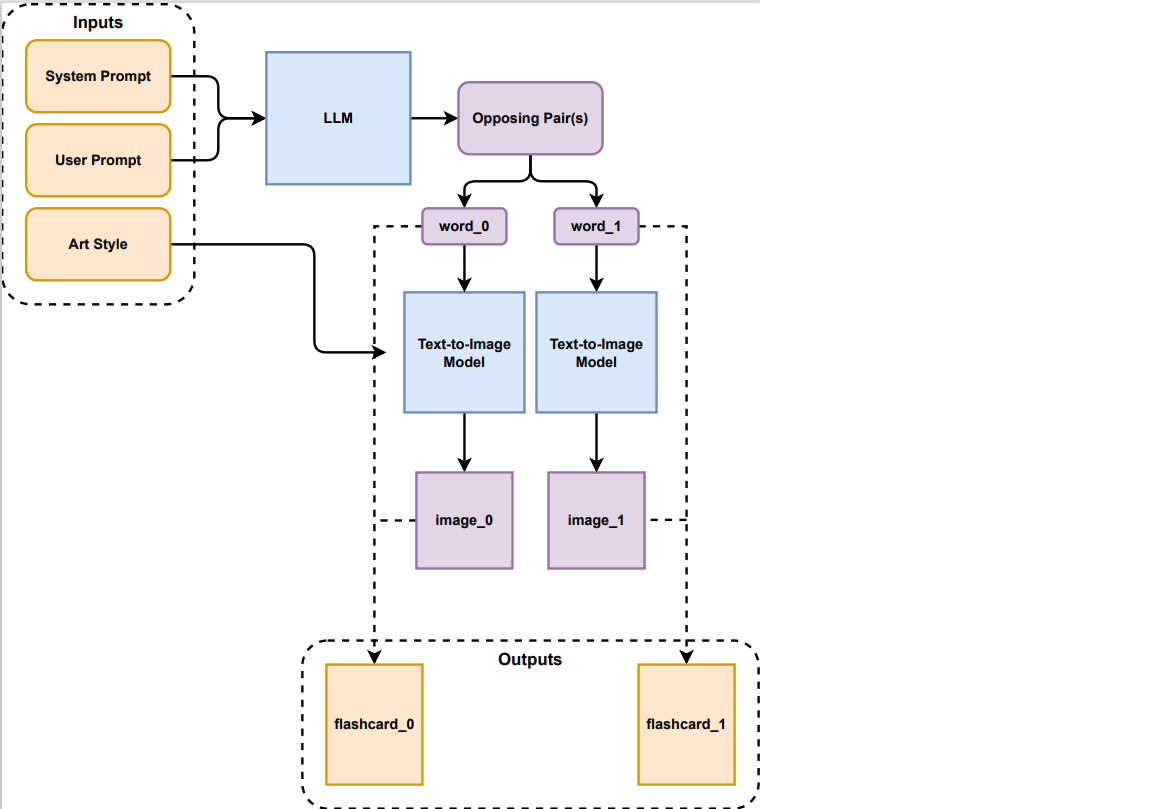 Inputs
System Prompt
User Prompt
Art Style
LLM
Opposing Pair(s)
word_0
word_1
Text-to-Image
Model
Text-to-Image
Model
image_0
image_1
Outputs
flashcard_0
flashcard_1